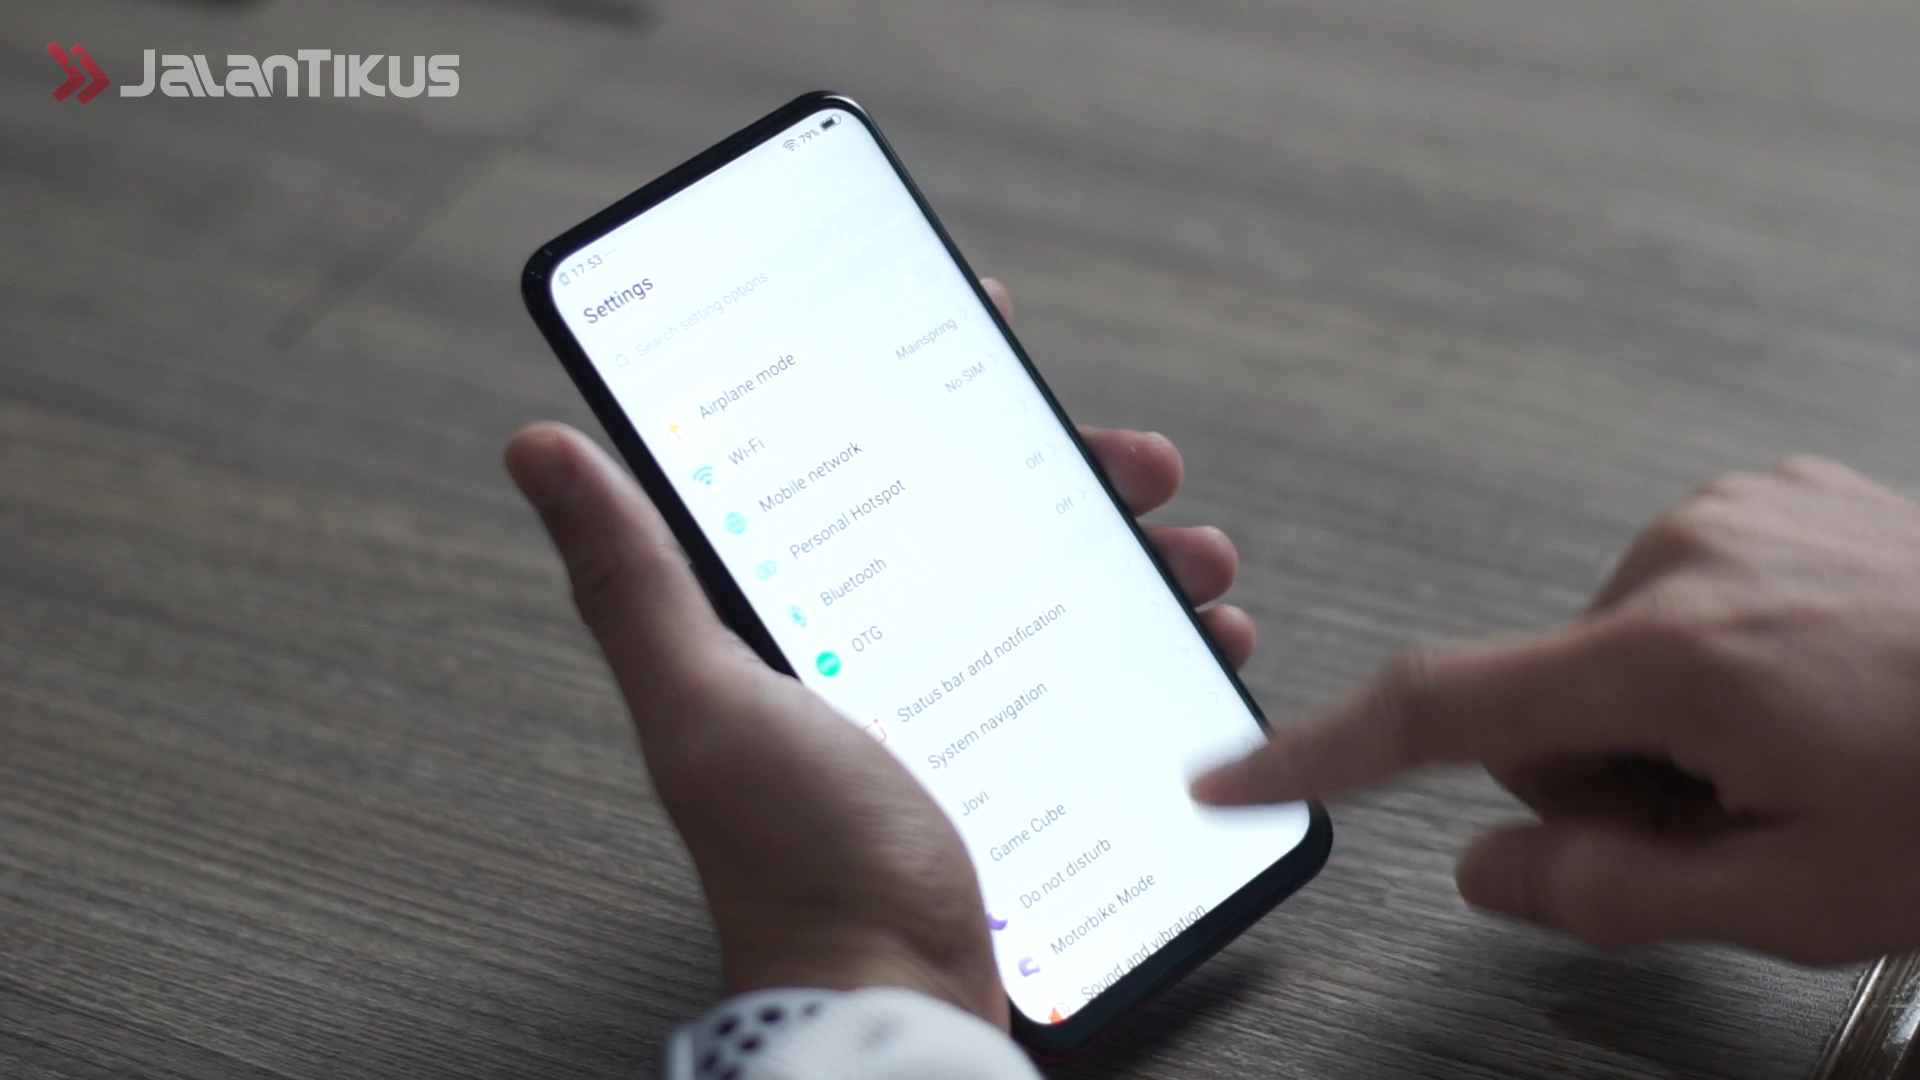 JALANTIKUS
79%
17:53 ...
Settings
Search setting options
Airplane mode
Wi-Fi Mainspring
Mobile network No SIM
Personal Hotspot
Bluetooth Off
OTG Off
Status bar and notification
System navigation
Jovi
Game Cube
Do not disturb
Motorbike Mode
Sound and vibration